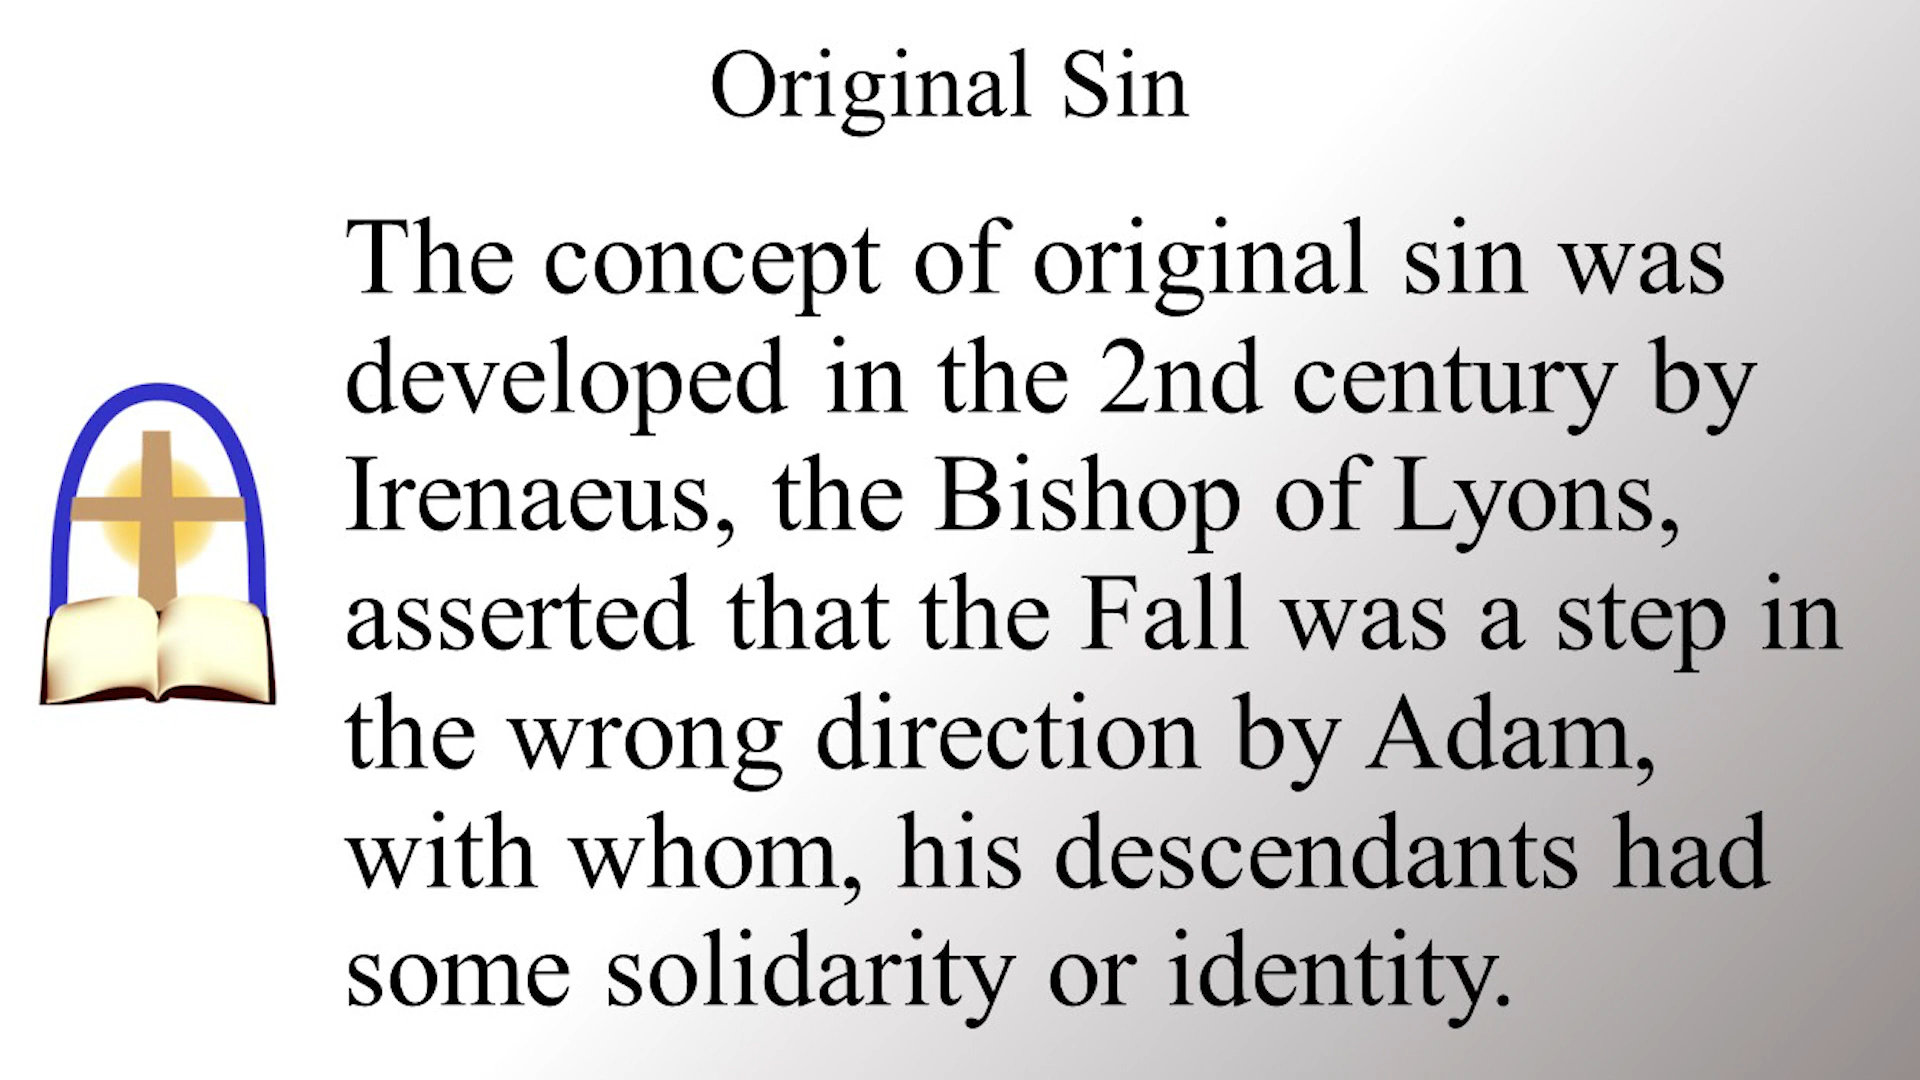 Original Sin
The concept of original sin was
developed in the 2nd century by
Irenaeus, the Bishop of Lyons,
asserted that the Fall was a step in
the wrong direction by Adam,
with whom, his descendants had
some solidarity or identity.